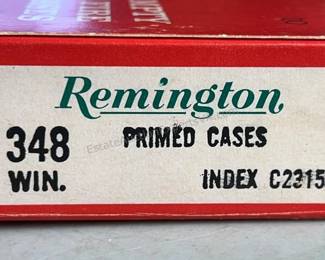 Remington
348 PRIMED CASES
WIN. INDEX C2315